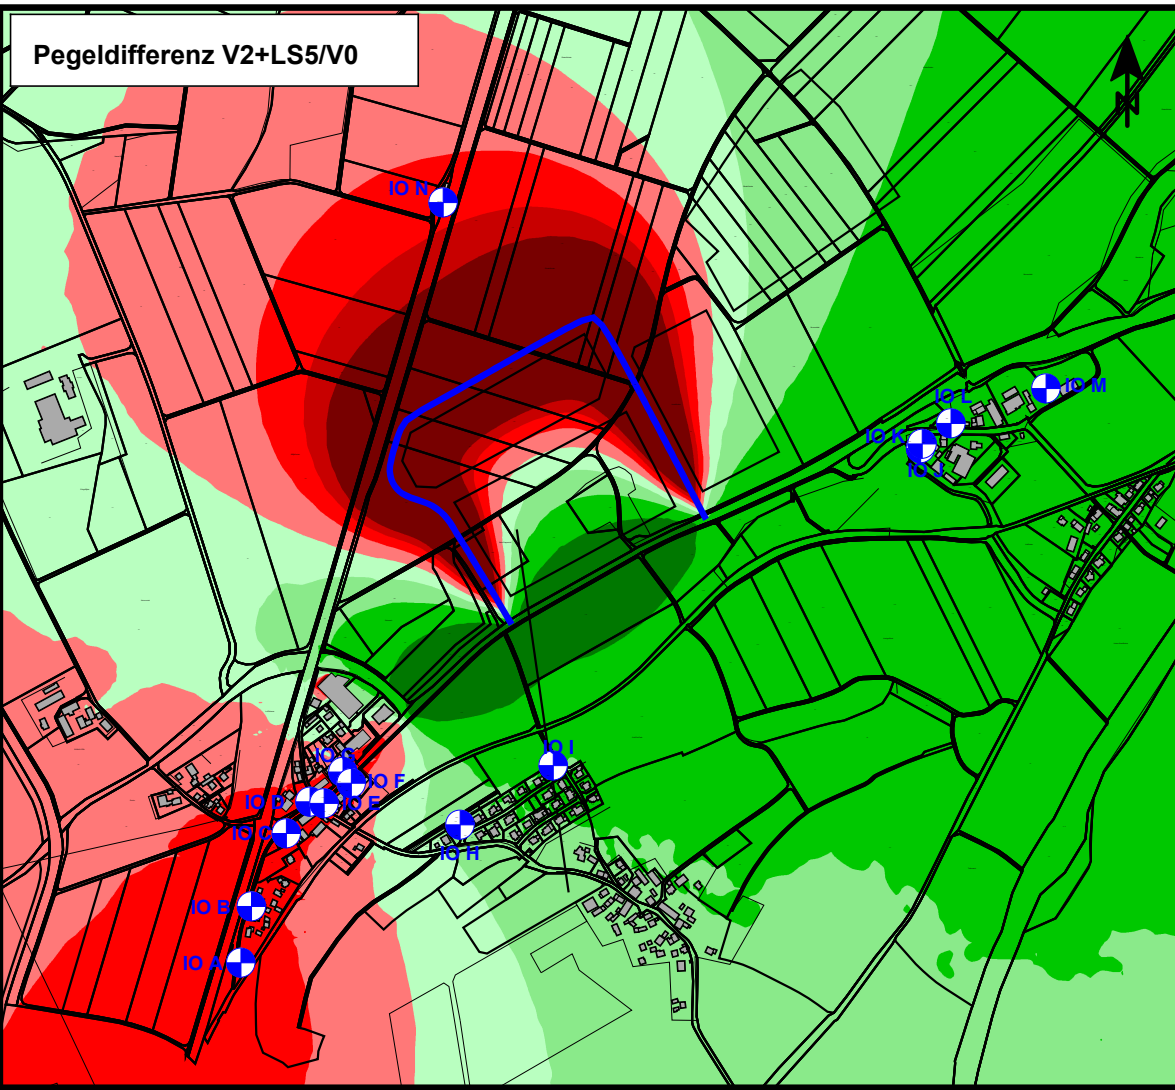 Pegeldifferenz V2+LS5/V0
N
IO N
IO L
IO M
IO K
IO J
IO I
IO G
IO F
IO D
IO E
IO C
IO H
IO B
IO A